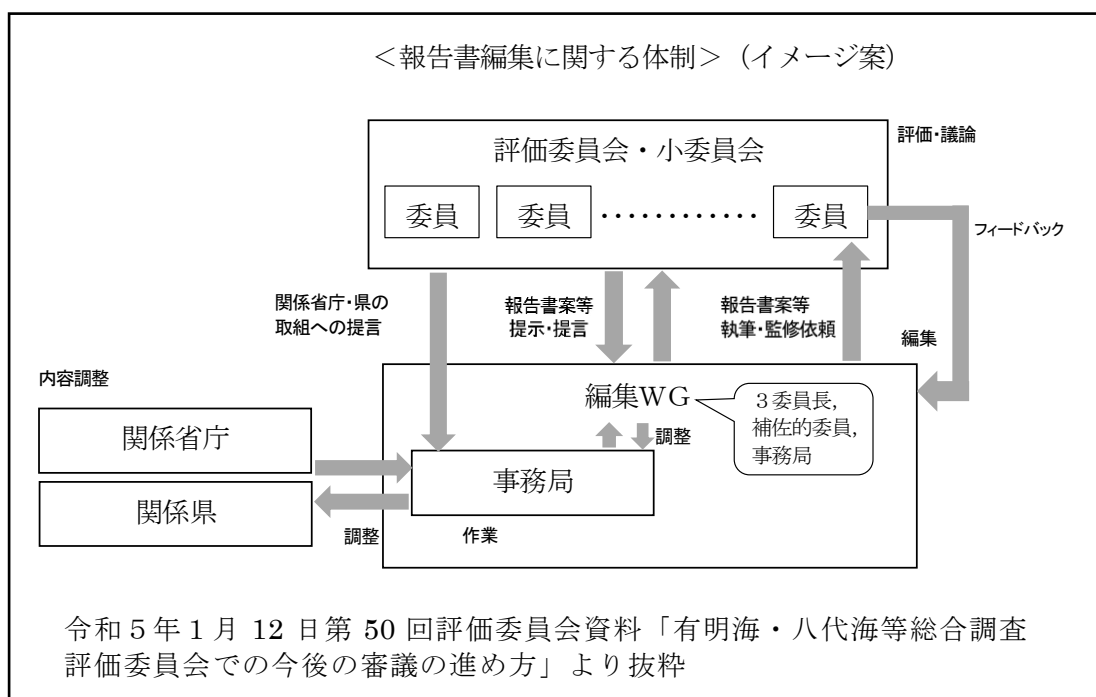 ＜報告書編集に関する体制＞（イメージ案）
評価委員会・小委員会
評価・議論
委員
委員
‥‥‥‥‥‥
委員
フィードバック
関係省庁・県の
取組への提言
報告書案等
提示・提言
報告書案等
執筆・監修依頼
編集
内容調整
編集WG
３委員長,
補佐的委員,
事務局
調整
関係省庁
事務局
関係県
調整
作業
令和５年１月 12 日第 50 回評価委員会資料「有明海・八代海等総合調査
評価委員会での今後の審議の進め方」より抜粋